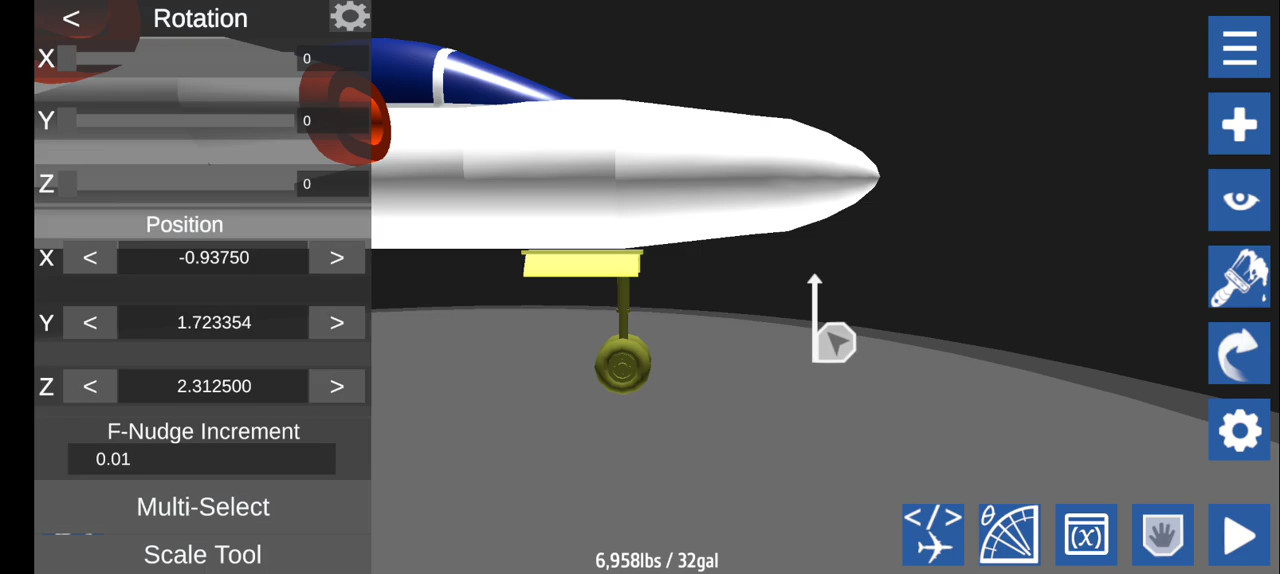 < Rotation
X 0
Y 0
Z 0
Position
X < -0.93750 >
Y < 1.723354 >
Z < 2.312500 >
F-Nudge Increment
0.01
Multi-Select
Scale Tool
6,958lbs / 32gal
</> θ (x)